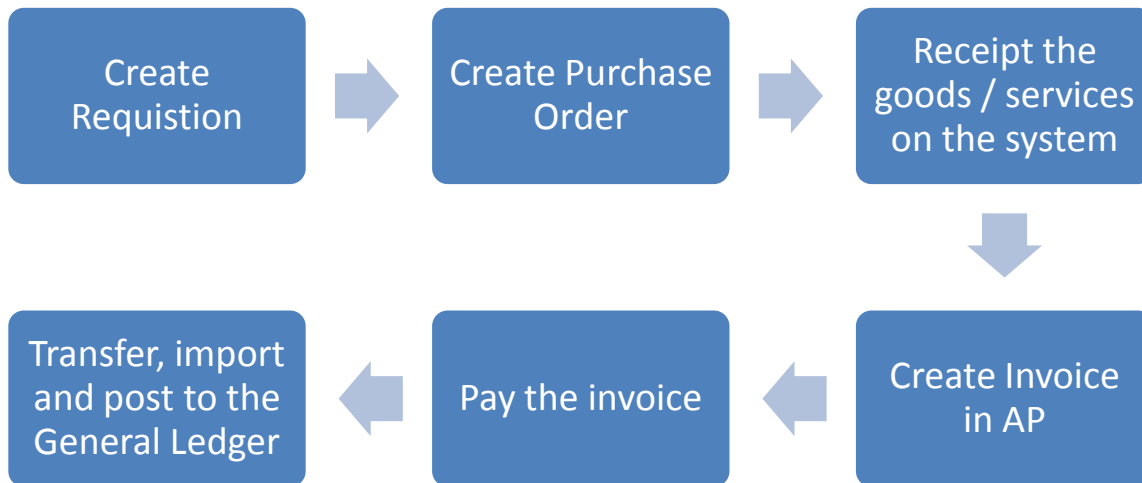 Create
Requistion
Create Purchase
Order
Receipt the
goods / services
on the system
Create Invoice
in AP
Pay the invoice
Transfer, import
and post to the
General Ledger